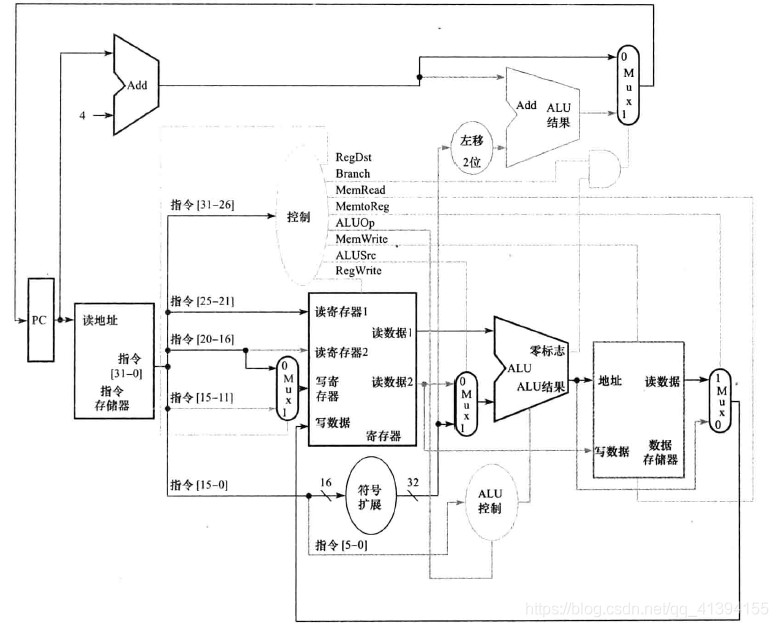 0
M
u
x
1
Add
4
Add
ALU
结果
左移
2位
RegDst
Branch
MemRead
MemtoReg
ALUOp
MemWrite
ALUSrc
RegWrite
控制
指令 [31-26]
PC
读地址
指令
[31-0]
指令
存储器
指令 [25-21]
指令 [20-16]
指令 [15-11]
指令 [15-0]
指令 [5-0]
0
M
u
x
1
读寄存器1
读寄存器2
写寄
存器
写数据
读数据1
读数据2
寄存器
16
符号
扩展
32
0
M
u
x
1
零标志
ALU
ALU结果
ALU
控制
地址
读数据
写数据
数据
存储器
1
M
u
x
0
https://blog.csdn.net/qq_41394155